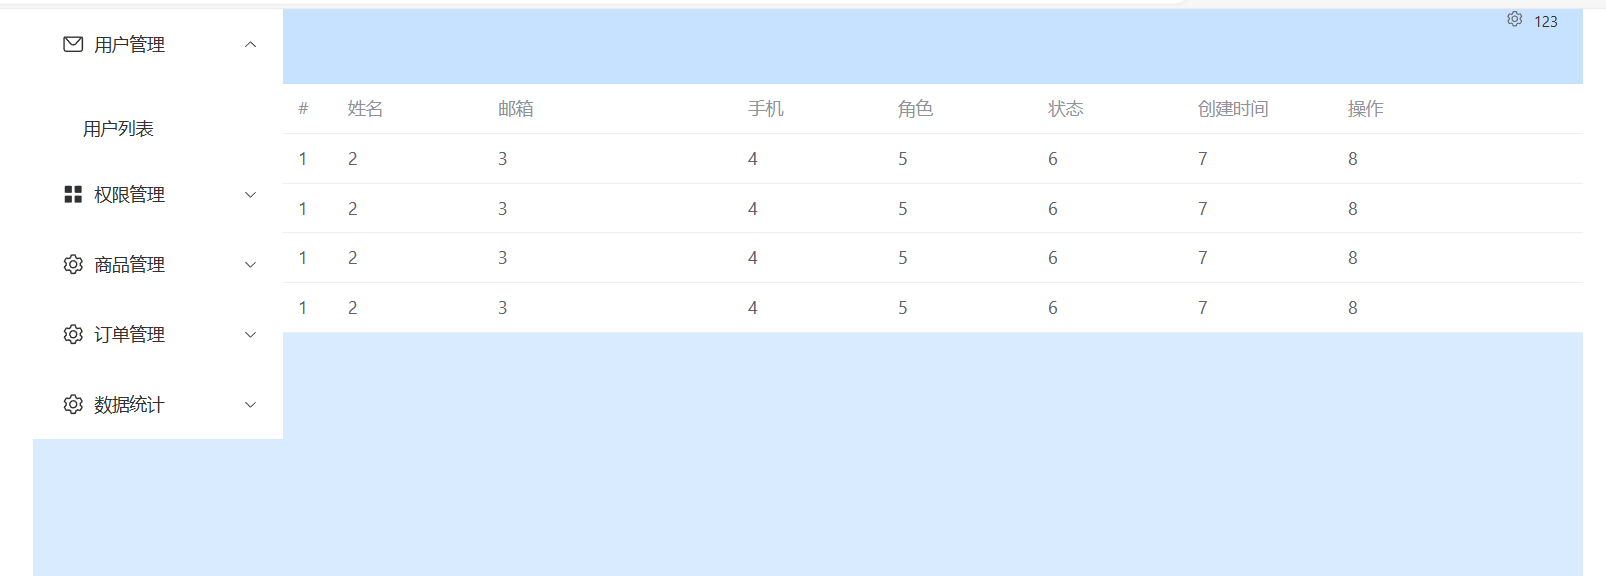 用户管理
用户列表
权限管理
商品管理
订单管理
数据统计
123
# 姓名 邮箱 手机 角色 状态 创建时间 操作
1 2 3 4 5 6 7 8
1 2 3 4 5 6 7 8
1 2 3 4 5 6 7 8
1 2 3 4 5 6 7 8